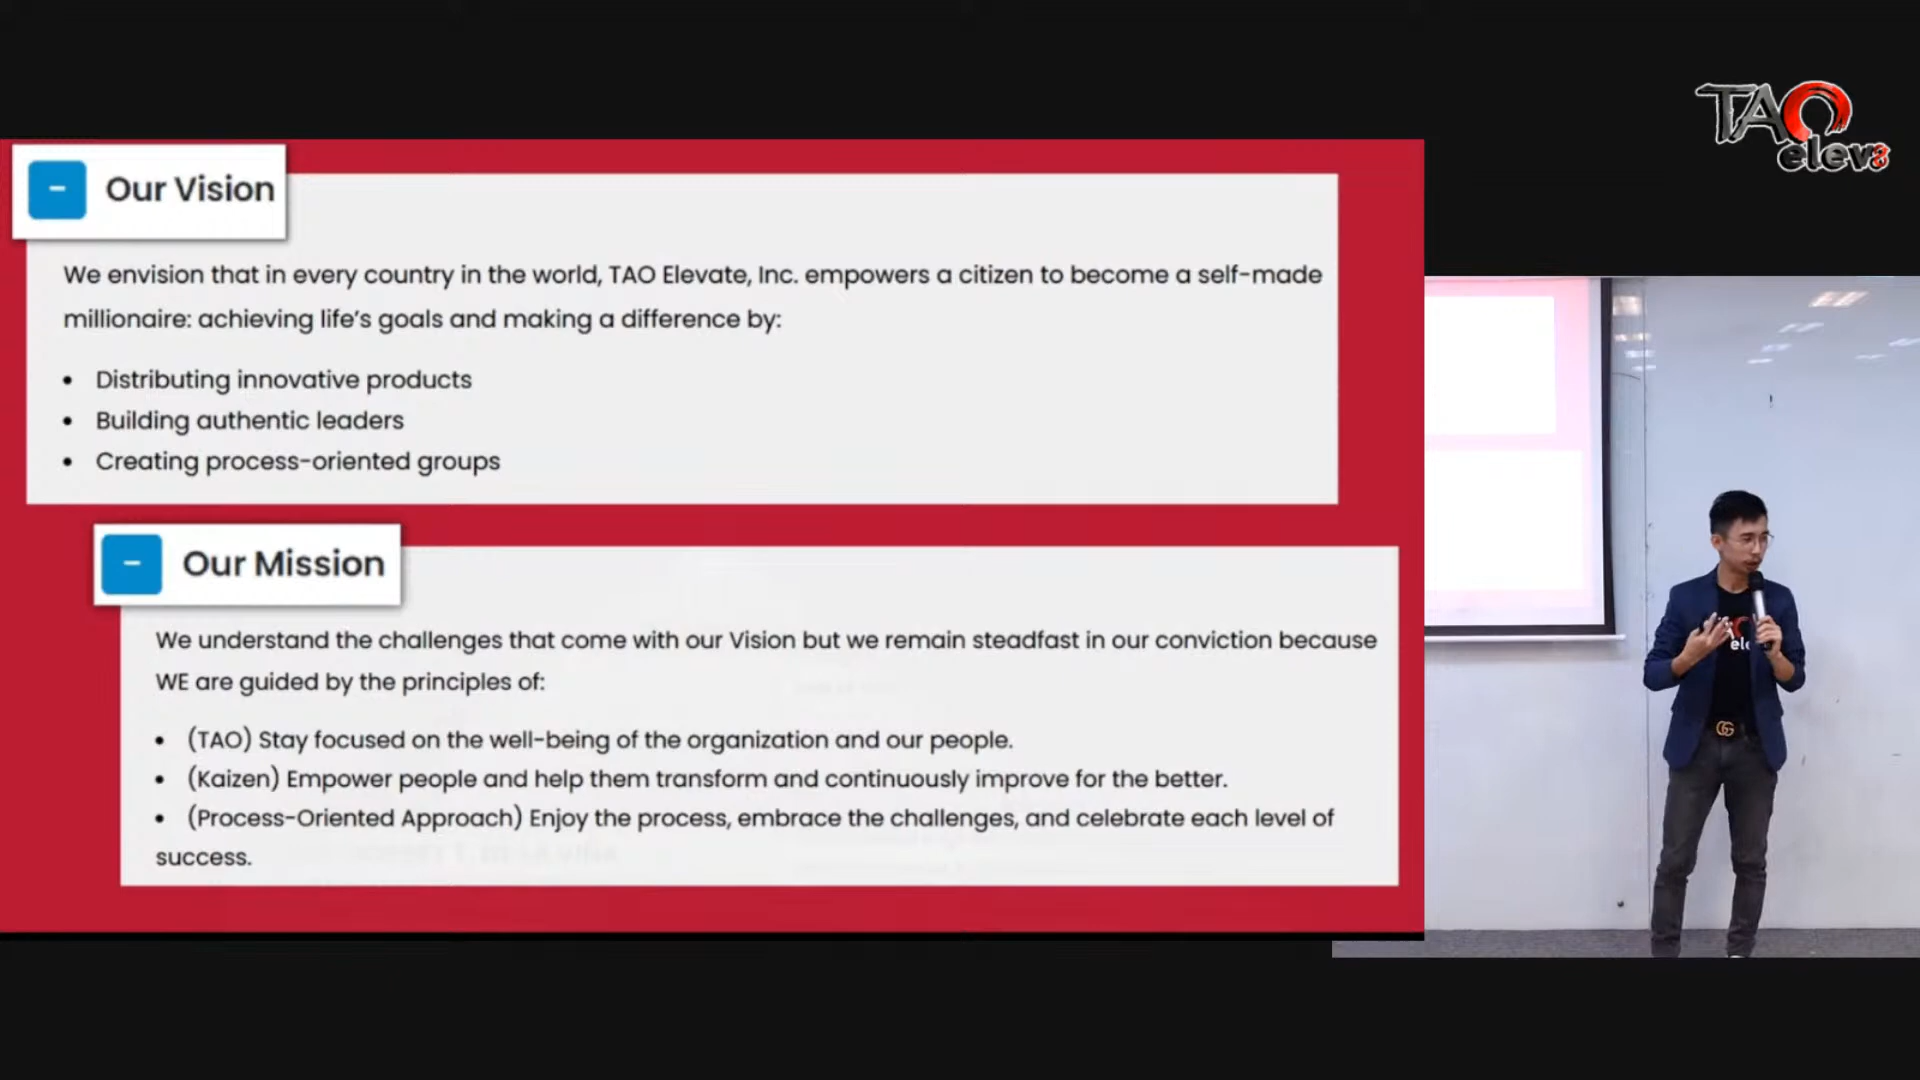 TAO
elev8
Our Vision
We envision that in every country in the world, TAO Elevate, Inc. empowers a citizen to become a self-made
millionaire: achieving life's goals and making a difference by:
• Distributing innovative products
• Building authentic leaders
• Creating process-oriented groups
Our Mission
We understand the challenges that come with our Vision but we remain steadfast in our conviction because
WE are guided by the principles of:
• (TAO) Stay focused on the well-being of the organization and our people.
• (Kaizen) Empower people and help them transform and continuously improve for the better.
• (Process-Oriented Approach) Enjoy the process, embrace the challenges, and celebrate each level of
success.